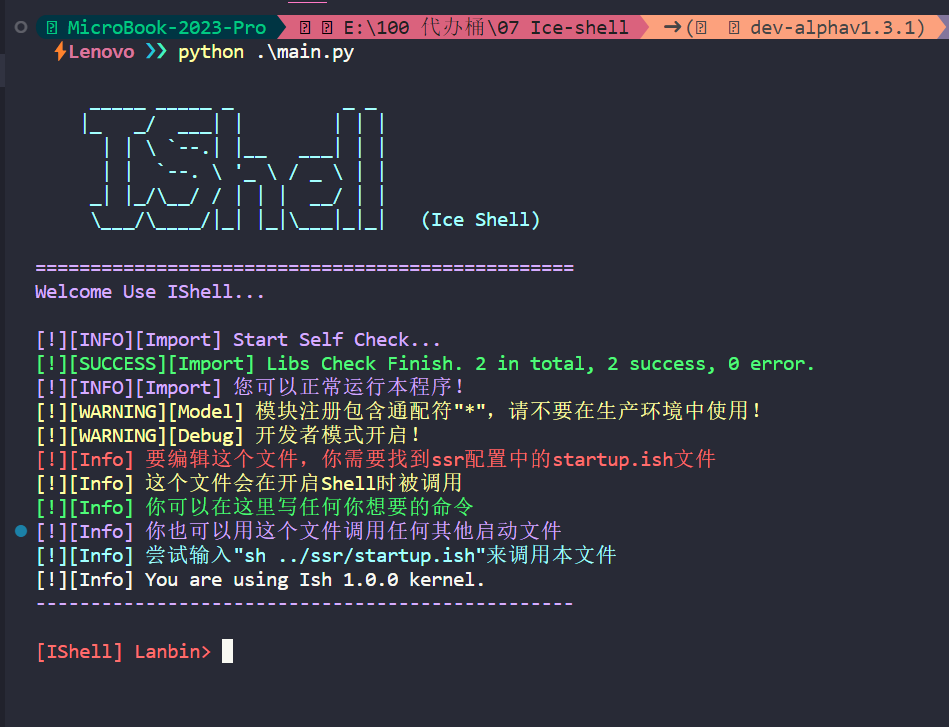 MicroBook-2023-Pro E:\100 代办桶\07 Ice-shell →( dev-alphav1.3.1)
Lenovo python .\main.py
IShell (Ice Shell)
=================================================
Welcome Use IShell...
[!][INFO][Import] Start Self Check...
[!][SUCCESS][Import] Libs Check Finish. 2 in total, 2 success, 0 error.
[!][INFO][Import] 您可以正常运行本程序！
[!][WARNING][Model] 模块注册包含通配符"*"，请不要在生产环境中使用！
[!][WARNING][Debug] 开发者模式开启！
[!][Info] 要编辑这个文件，你需要找到ssr配置中的startup.ish文件
[!][Info] 这个文件会在开启Shell时被调用
[!][Info] 你可以在这里写任何你想要的命令
[!][Info] 你也可以用这个文件调用任何其他启动文件
[!][Info] 尝试输入"sh ../ssr/startup.ish"来调用本文件
[!][Info] You are using Ish 1.0.0 kernel.
-------------------------------------------------
[IShell] Lanbin>